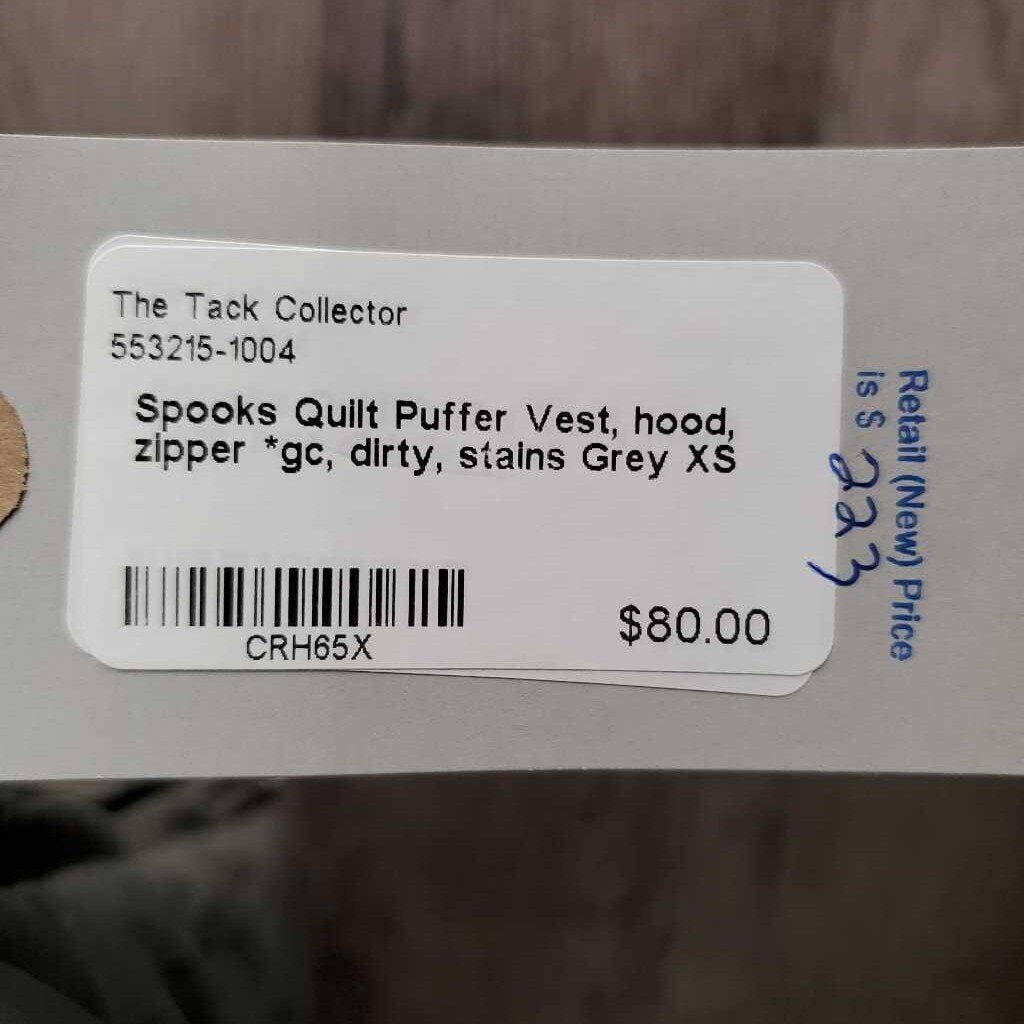 The Tack Collector
553215-1004
Spooks Quilt Puffer Vest, hood,
zipper *gc, dirty, stains Grey XS
CRH65X
$80.00
Retail (New) Price
is $ 223